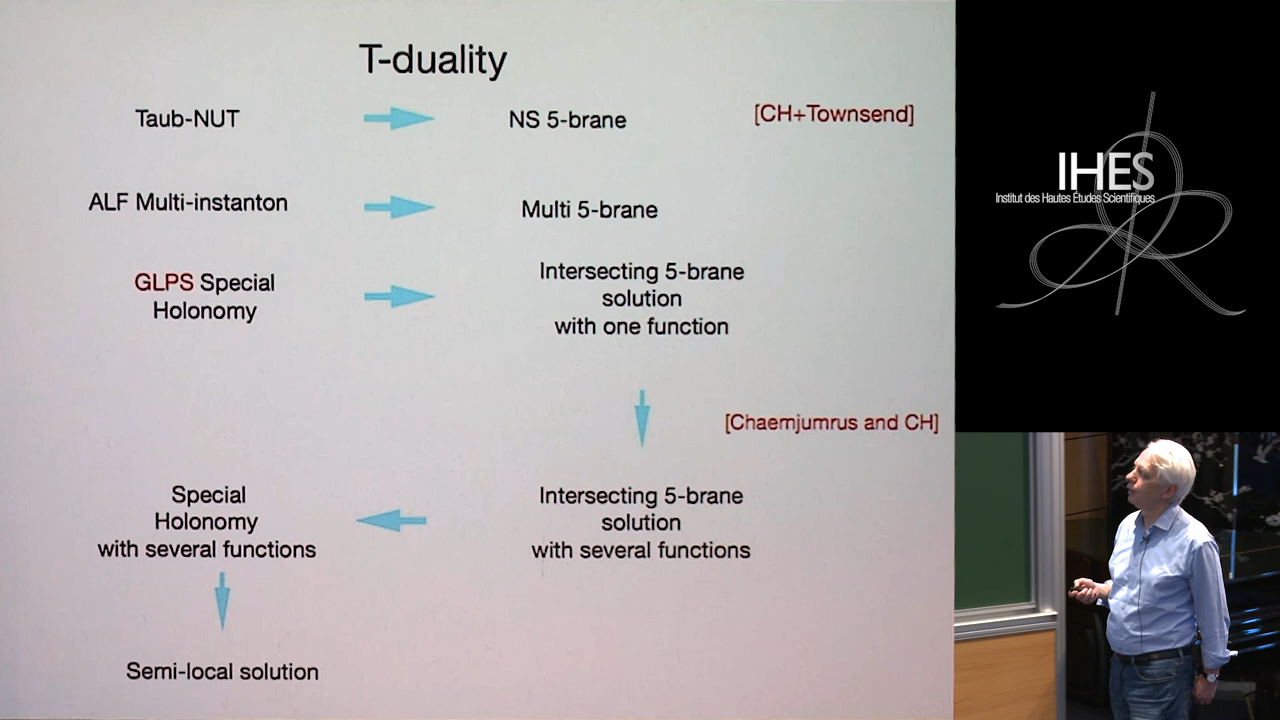 T-duality
Taub-NUT
NS 5-brane
[CH+Townsend]
ALF Multi-instanton
Multi 5-brane
GLPS Special
Holonomy
Intersecting 5-brane
solution
with one function
[Chaemjumrus and CH]
Special
Holonomy
with several functions
Intersecting 5-brane
solution
with several functions
Semi-local solution
IHES
Institut des Hautes Études Scientifiques